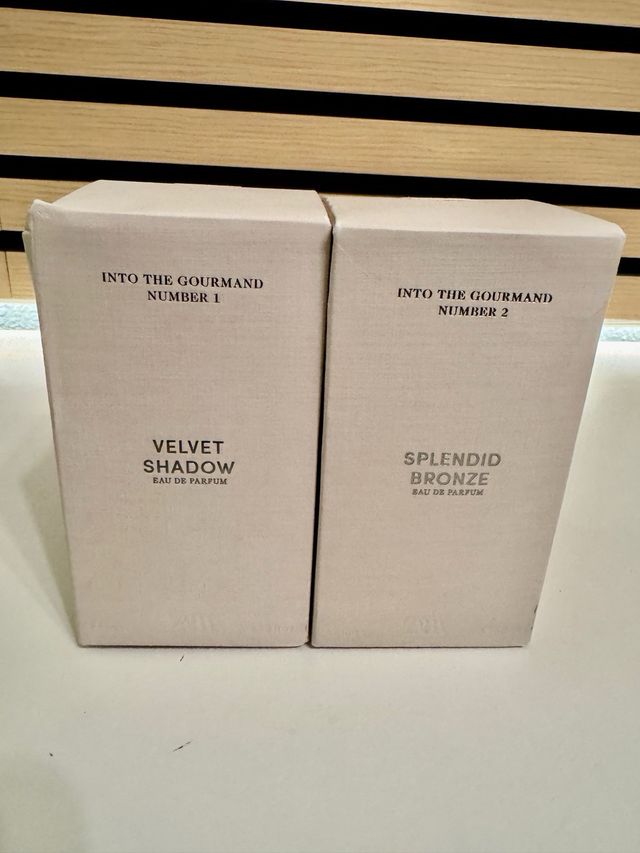 INTO THE GOURMAND
NUMBER 1
VELVET
SHADOW
EAU DE PARFUM
INTO THE GOURMAND
NUMBER 2
SPLENDID
BRONZE
EAU DE PARFUM